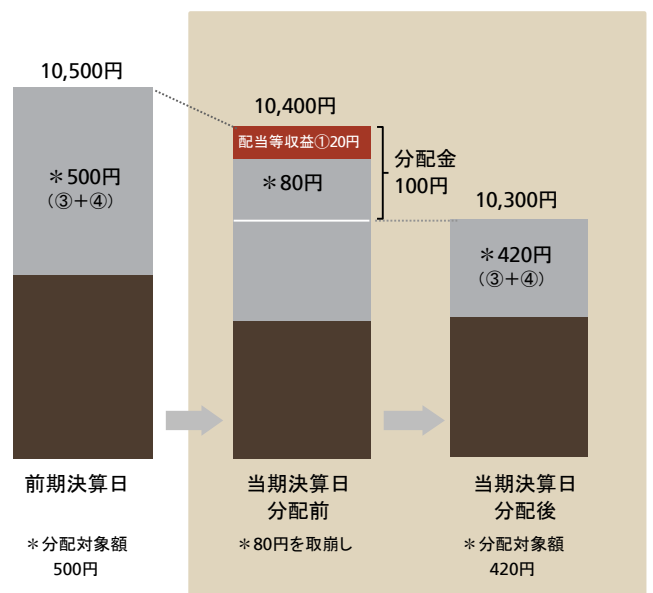 10,500円
＊500円
（③＋④）
前期決算日
＊分配対象額
500円
10,400円
配当等収益①20円
＊80円
分配金
100円
当期決算日
分配前
＊80円を取崩し
10,300円
＊420円
（③＋④）
当期決算日
分配後
＊分配対象額
420円